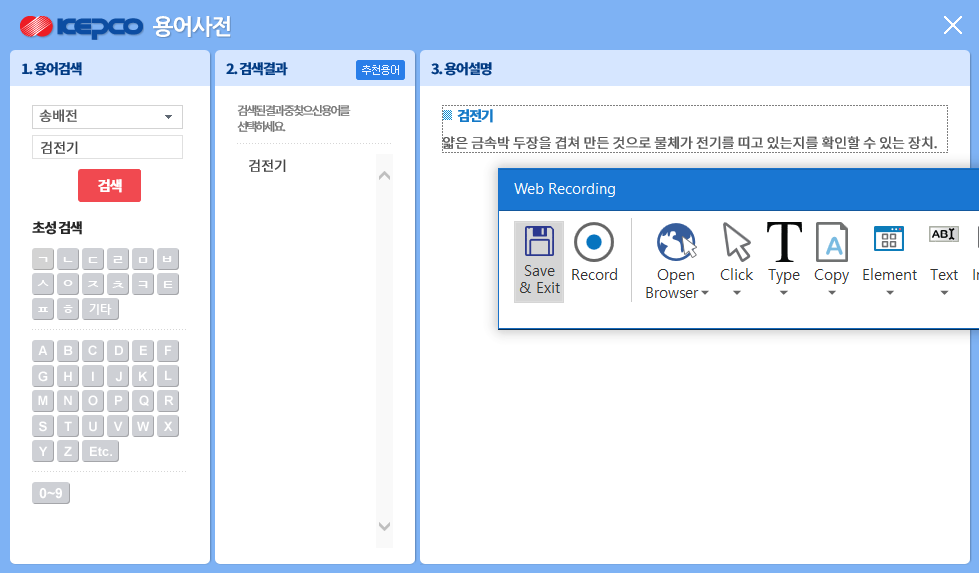 KEPCO 용어사전
1. 용어검색
송배전
검전기
검색
초성 검색
ㄱ ㄴ ㄷ ㄹ ㅁ ㅂ
ㅅ ㅇ ㅈ ㅊ ㅋ ㅌ
ㅍ ㅎ 기타
A B C D E F
G H I J K L
M N O P Q R
S T U V W X
Y Z Etc.
0~9
2. 검색결과 추천용어
검색된 결과 중 찾으신 용어를
선택하세요.
검전기
3. 용어설명
검전기
얇은 금속박 두장을 겹쳐 만든 것으로 물체가 전기를 띠고 있는지를 확인할 수 있는 장치.
Web Recording
Save
& Exit
Record
Open
Browser
Click
T
Type
A
Copy
Element
AB
Text